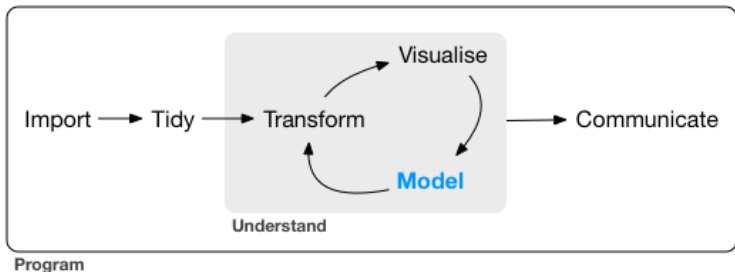 Visualise
Import
Tidy
Transform
Communicate
Model
Understand
Program